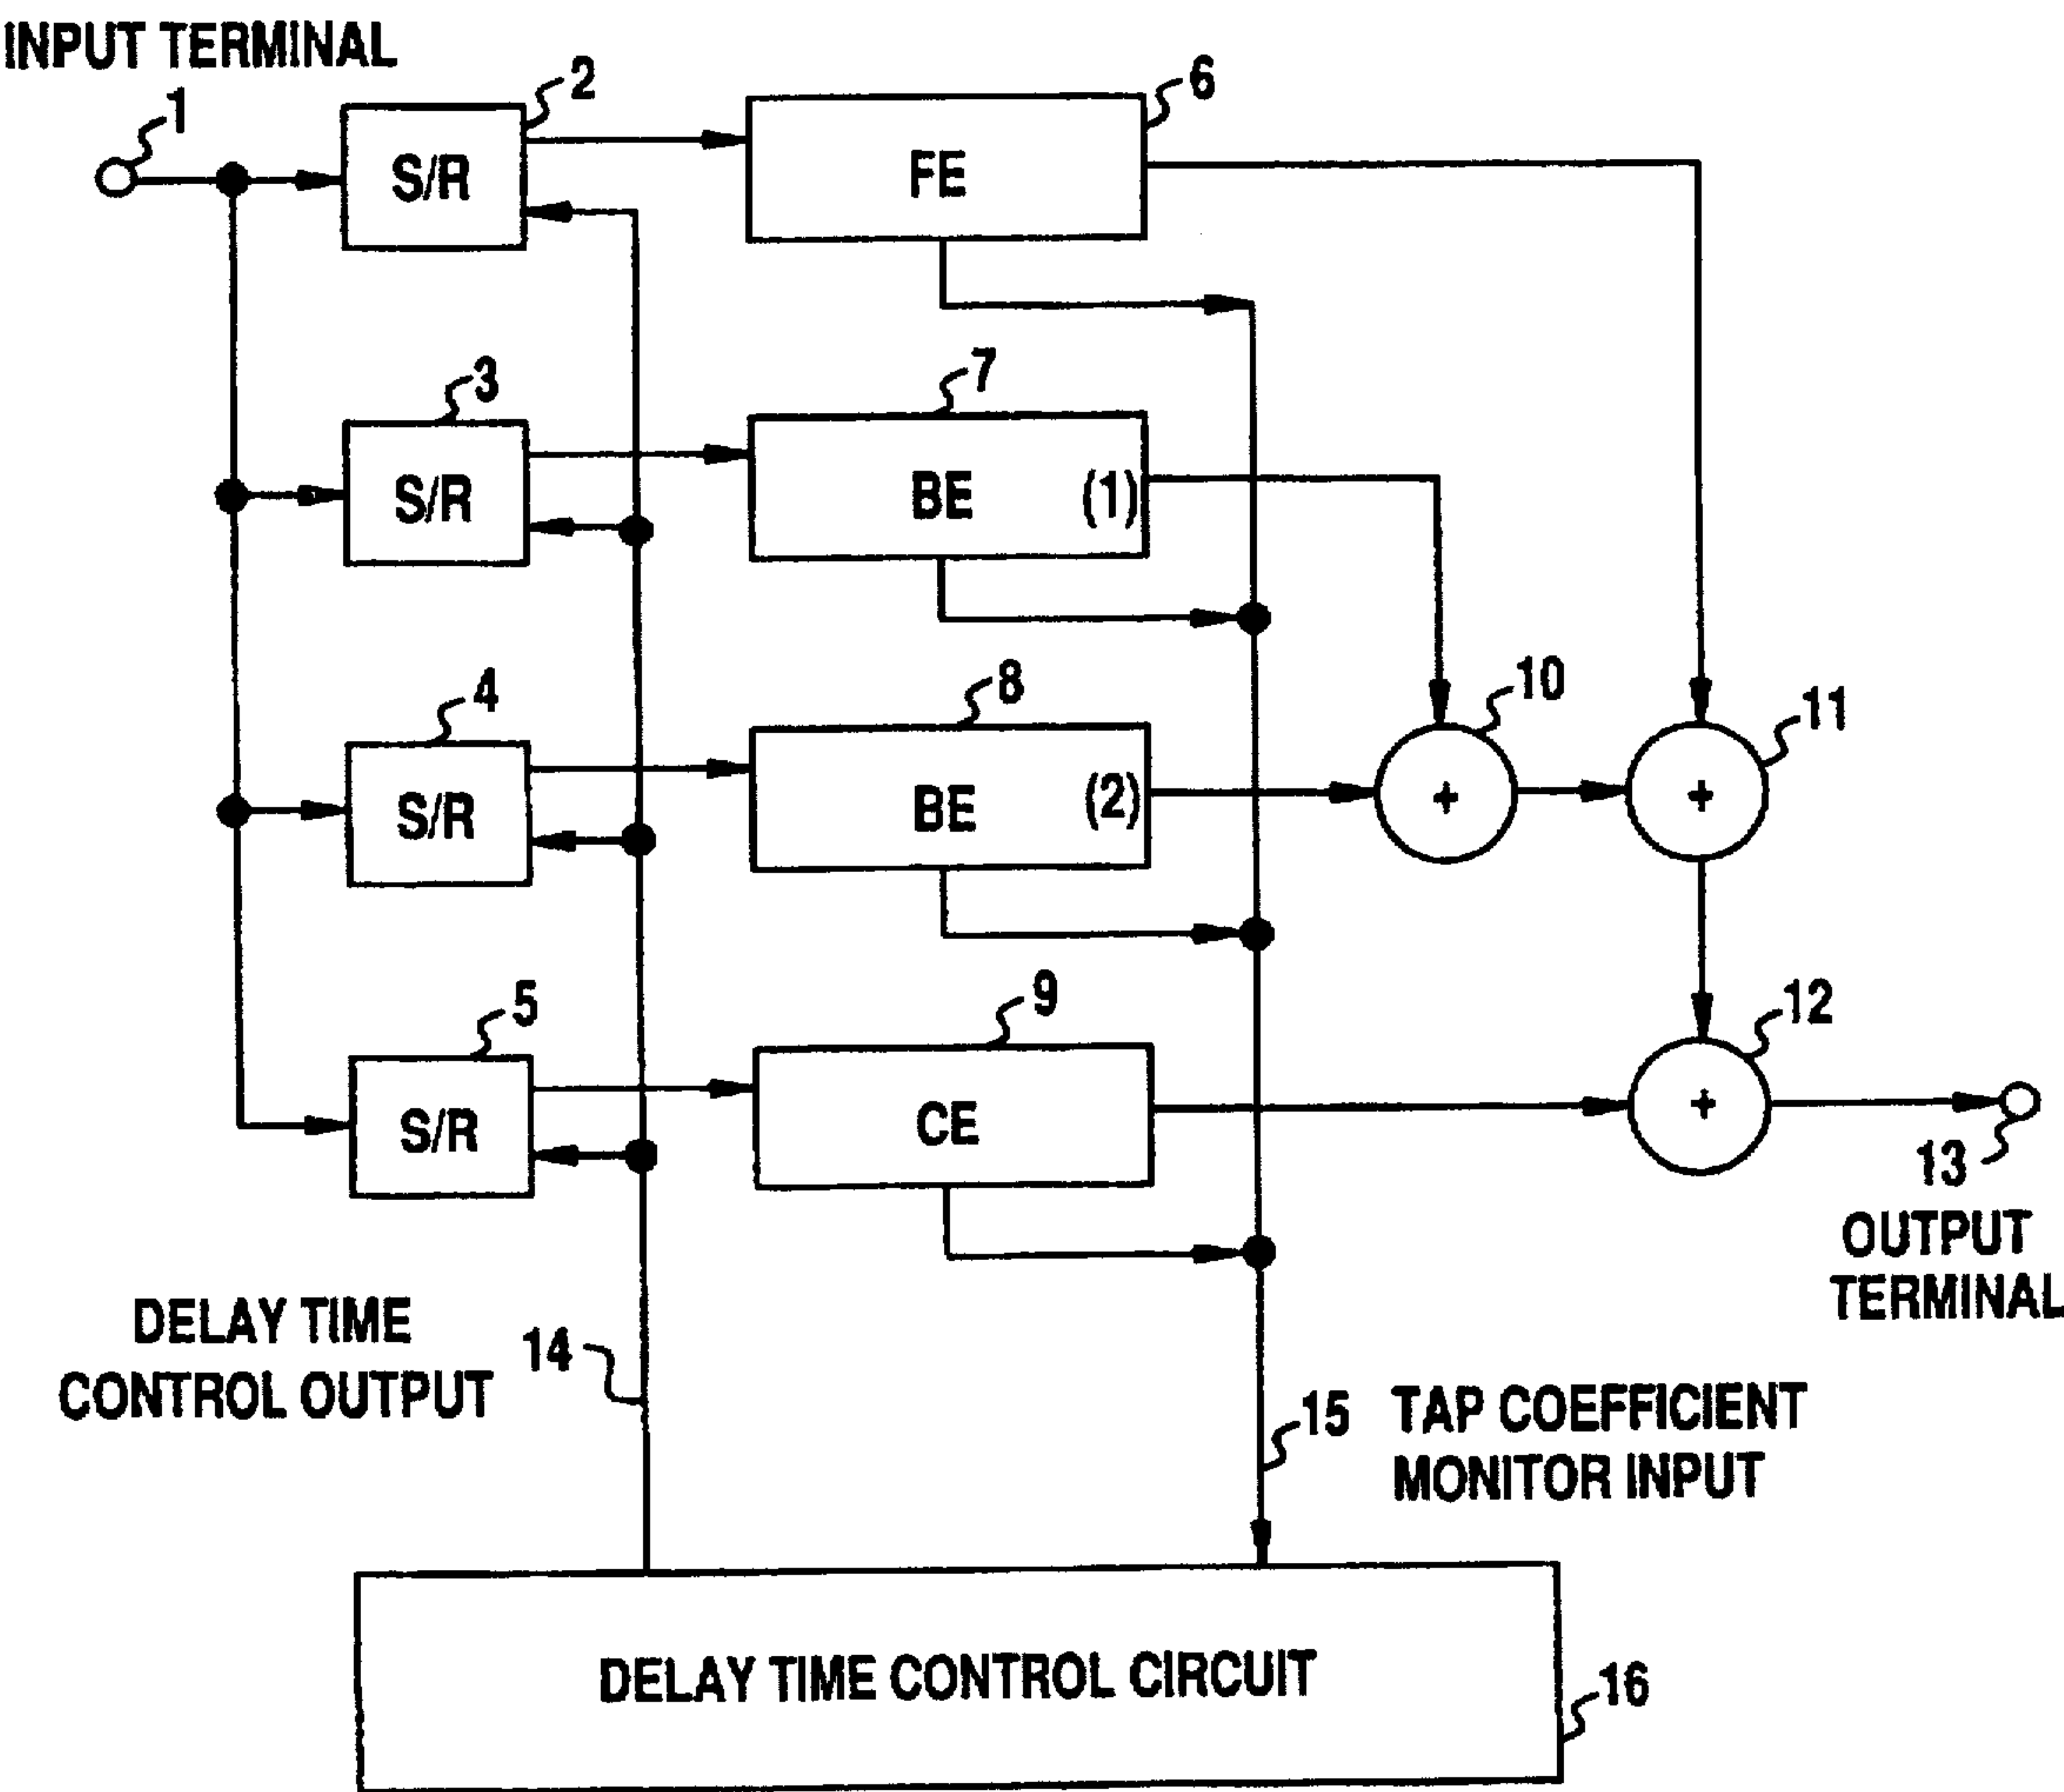 INPUT TERMINAL
1
2
S/R
6
FE
3
S/R
7
BE (1)
4
S/R
8
BE (2)
10
+
11
+
5
S/R
9
CE
12
+
13
OUTPUT
TERMINAL
DELAY TIME
CONTROL OUTPUT
14
15
TAP COEFFICIENT
MONITOR INPUT
DELAY TIME CONTROL CIRCUIT
16